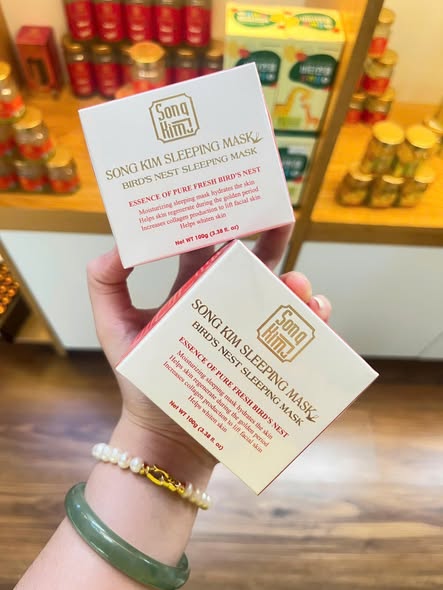 Song
Kim
SONG KIM SLEEPING MASK
BIRD'S NEST SLEEPING MASK
ESSENCE OF PURE FRESH BIRD'S NEST
Moisturizing sleeping mask hydrates the skin
Helps skin regenerate during the golden period
Increases collagen production to lift facial skin
Helps whiten skin
Net WT 100g (3.38 fl. oz)
Song
Kim
SONG KIM SLEEPING MASK
BIRD'S NEST SLEEPING MASK
ESSENCE OF PURE FRESH BIRD'S NEST
Moisturizing sleeping mask hydrates the skin
Helps skin regenerate during the golden period
Increases collagen production to lift facial skin
Helps whiten skin
Net WT 100g (3.38 fl. oz)